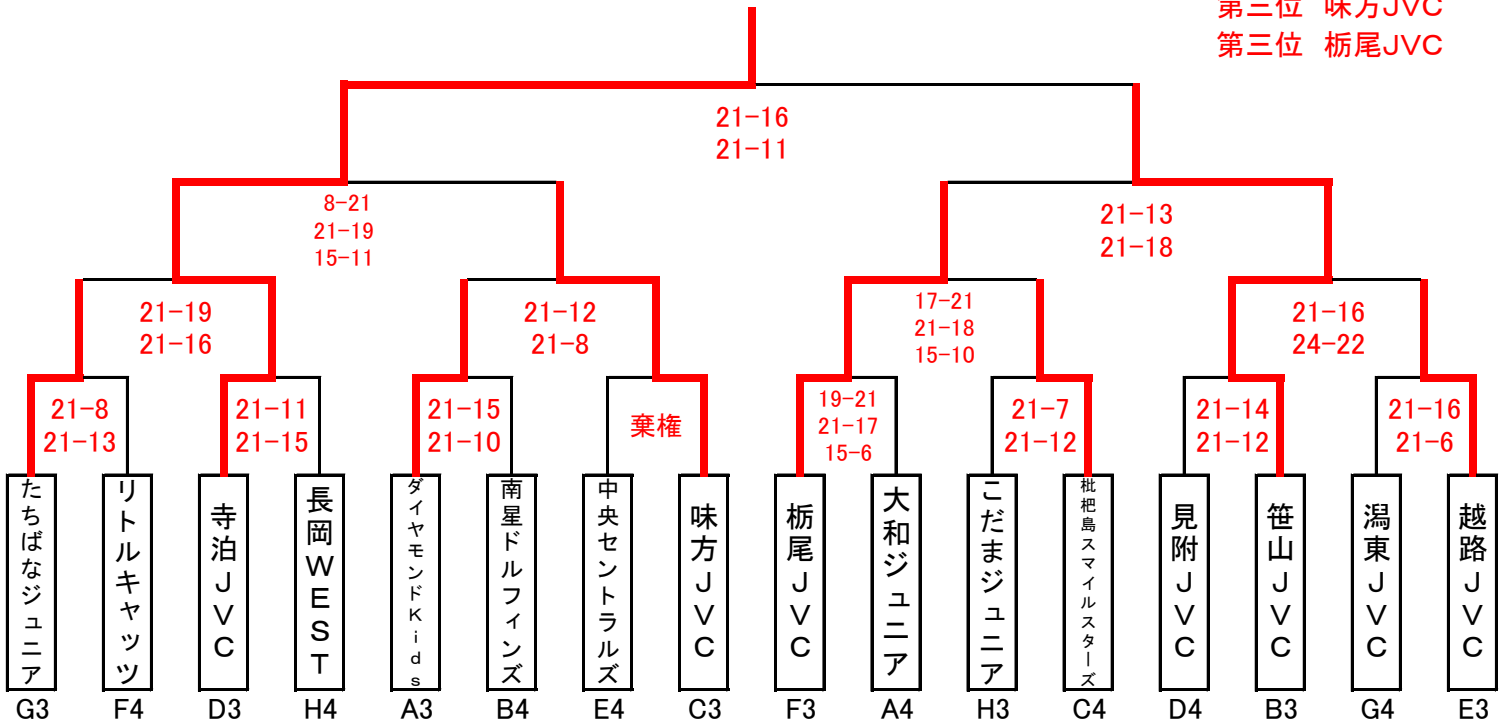 第三位 味方JVC
第三位 栃尾JVC
21-16
21-11
8-21
21-19
15-11
21-13
21-18
21-19
21-16
21-12
21-8
17-21
21-18
15-10
21-16
24-22
21-8
21-13
21-11
21-15
21-15
21-10
棄権
19-21
21-17
15-6
21-7
21-12
21-14
21-12
21-16
21-6
たちばなジュニア
リトルキャッツ
寺泊JVC
長岡WEST
ダイヤモンドKids
南星ドルフィンズ
中央セントラルズ
味方JVC
栃尾JVC
大和ジュニア
こだまジュニア
枇杷島スマイルスターズ
見附JVC
笹山JVC
潟東JVC
越路JVC
G3 F4 D3 H4 A3 B4 E4 C3 F3 A4 H3 C4 D4 B3 G4 E3